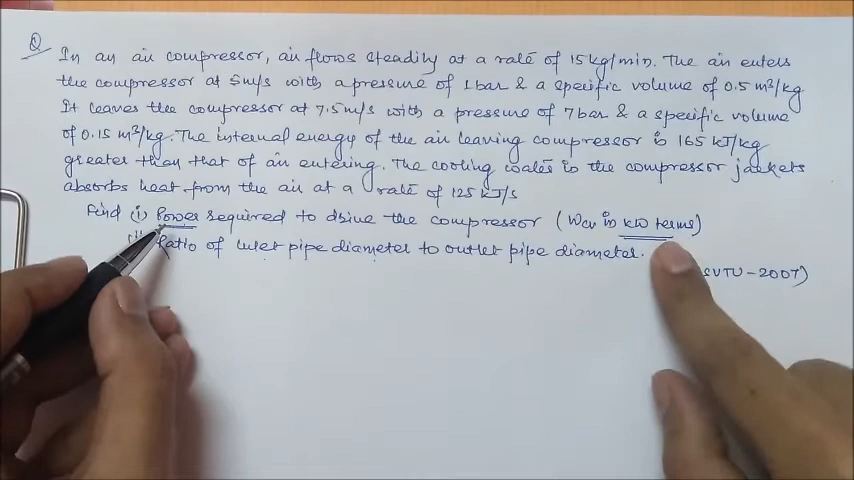 Q In an air compressor, air flows steadily at a rate of 15 kg/min. The air enters
the compressor at 5m/s with a pressure of 1 bar & a specific volume of 0.5 m³/kg
It leaves the compressor at 7.5m/s with a pressure of 7bar & a specific volume
of 0.15 m³/kg. The internal energy of the air leaving compressor is 165 kJ/kg
greater than that of air entering. The cooling water in the compressor jackets
absorbs heat from the air at a rate of 125 kJ/s
Find (i) Power required to drive the compressor (Wcv in kW terms)
Ratio of inlet pipe diameter to outlet pipe diameter.
SVTU-2007)